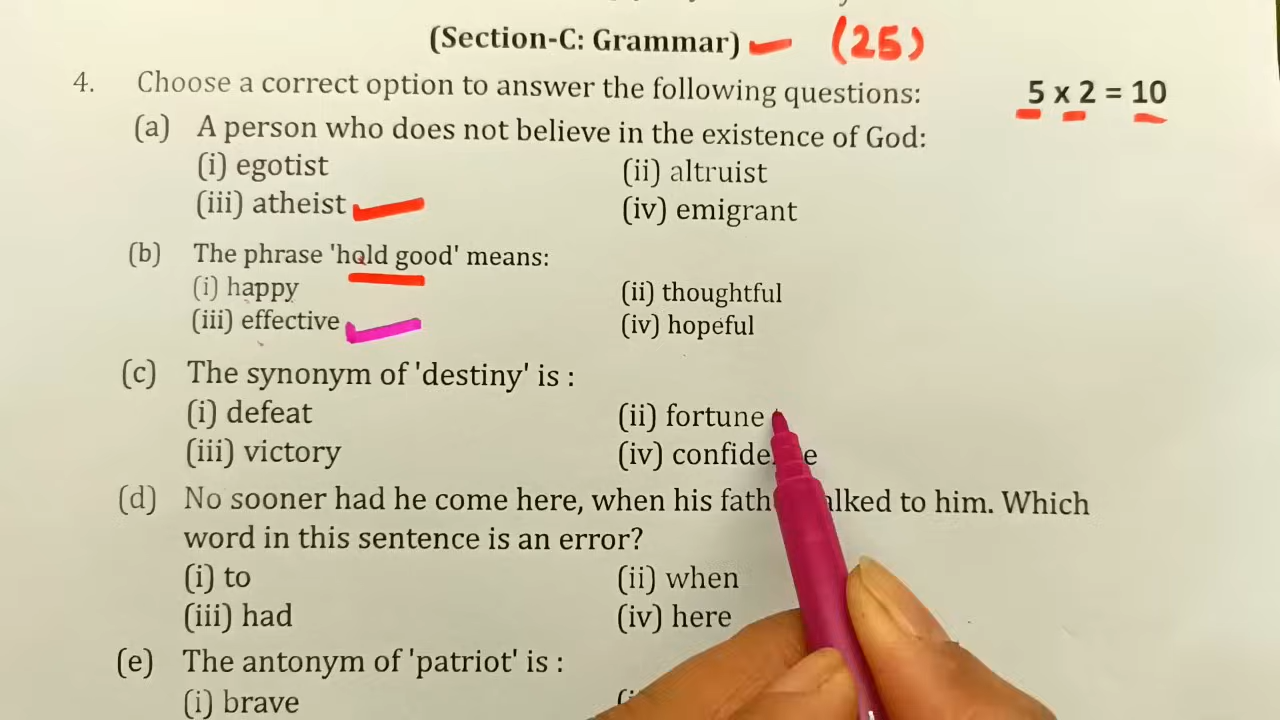 (Section-C: Grammar) (25)
4. Choose a correct option to answer the following questions: 5 x 2 = 10
(a) A person who does not believe in the existence of God:
(i) egotist (ii) altruist
(iii) atheist (iv) emigrant
(b) The phrase 'hold good' means:
(i) happy (ii) thoughtful
(iii) effective (iv) hopeful
(c) The synonym of 'destiny' is :
(i) defeat (ii) fortune
(iii) victory (iv)
(d) No sooner had he come here, when his to him. Which
word in this sentence is an error?
(i) to (ii) when
(iii) had (iv) here
(e) The antonym of 'patriot' is :
(i) brave